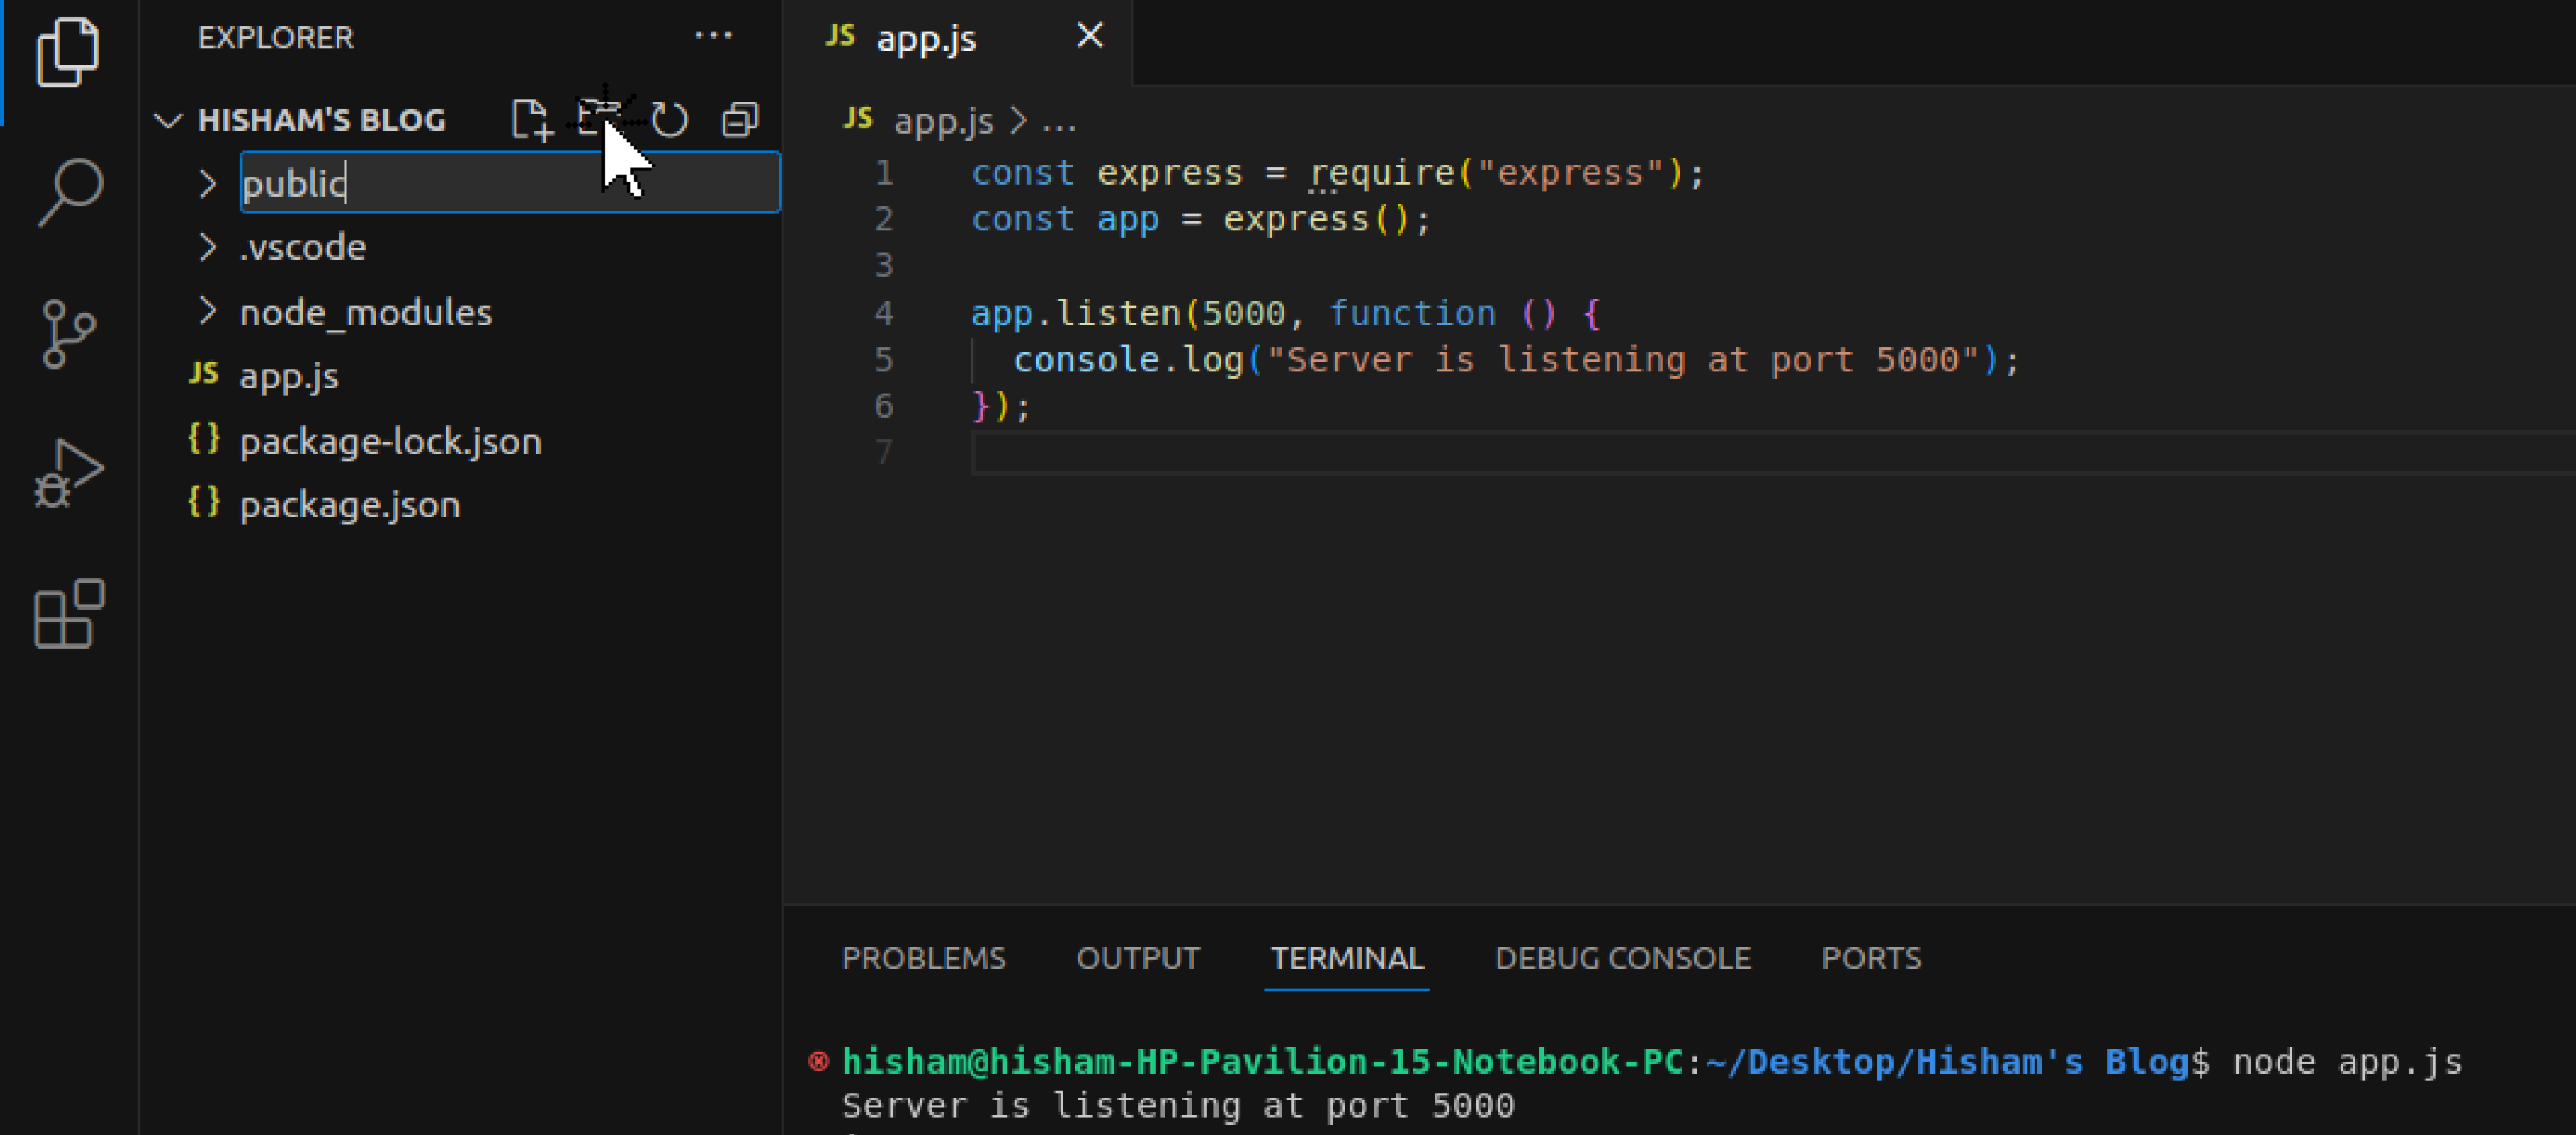 EXPLORER
HISHAM'S BLOG
public
.vscode
node_modules
JS app.js
{} package-lock.json
{} package.json
JS app.js
JS app.js > ...
1 const express = require("express");
2 const app = express();
3
4 app.listen(5000, function () {
5 console.log("Server is listening at port 5000");
6 });
7
PROBLEMS OUTPUT TERMINAL DEBUG CONSOLE PORTS
hisham@hisham-HP-Pavilion-15-Notebook-PC:~/Desktop/Hisham's Blog$ node app.js
Server is listening at port 5000